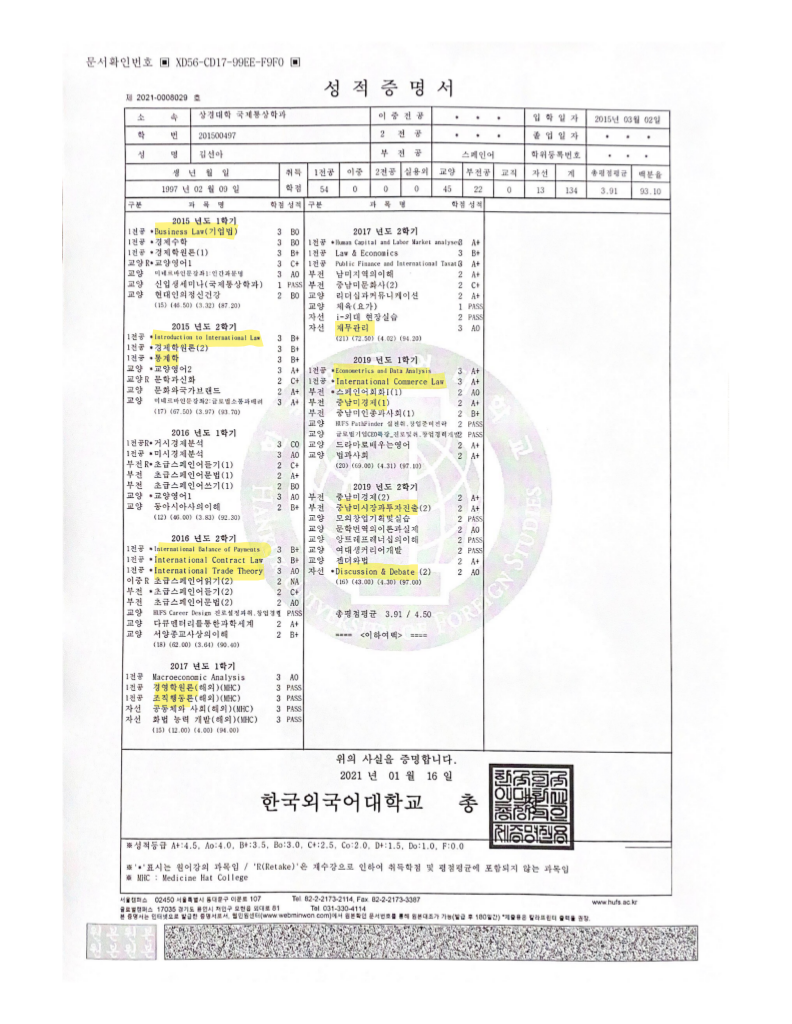 문서확인번호 ▣ XD56-CD17-99EE-F9F0 ▣
성적증명서
제 2021-0008029 호
소 속 상경대학 국제통상학과 이중전공 * * * 입학일자 2015년 03월 02일
학 번 201500497 2 전공 * * * 졸업일자 * * *
성 명 김선아 부 전공 스페인어 학위등록번호 * * *
생 년 월 일 취득학점 1전공 이중 2전공 실용외 교양 부전공 교직 자선 계 총평점평균 백분율
1997 년 02 월 09 일 54 0 0 0 45 22 0 13 134 3.91 93.10
구분 과 목 명 학점 성적 구분 과 목 명 학점 성적
2015 년도 1학기
1전공 *Business Law(기업법) 3 B0
1전공 *경제수학 3 B0
1전공 *경제학원론(1) 3 B+
교양R*교양영어1 3 C+
교양 미네르바인문읽기1:인간과문명 3 A0
교양 신입생세미나(국제통상학과) 1 PASS
교양 현대인의정신건강 2 B0
(15) (46.50) (3.32) (87.20)
2015 년도 2학기
1전공 *Introduction to International Law 3 B+
1전공 *경제학원론(2) 3 B+
1전공 *통계학 3 B+
교양 *교양영어2 3 A+
교양R 문학과신화 2 C+
교양 문화와국가브랜드 2 A+
교양 3 A+
(17) (67.50) (3.97) (93.70)
2016 년도 1학기
1전공R*거시경제분석 3 C0
1전공 *미시경제분석 3 A0
부전R*초급스페인어듣기(1) 2 C+
부전 초급스페인어문법(1) 2 A+
부전 초급스페인어쓰기(1) 2 B0
교양 *교양영어1 3 A0
교양 동아시아사의이해 2 B+
(12) (46.00) (3.83) (92.30)
2016 년도 2학기
1전공 *International Balance of Payments 3 B+
1전공 *International Contract Law 3 B+
1전공 *International Trade Theory 3 A0
이중R 초급스페인어읽기(2) 2 NA
부전 *초급스페인어듣기(2) 2 C+
부전 초급스페인어문법(2) 2 A0
교양 HUFS Career Design 진로설정과취.창업경력 PASS
교양 다큐멘터리를통한과학세계 2 A+
교양 서양종교사상의이해 2 B+
(18) (62.00) (3.64) (90.40)
2017 년도 1학기
1전공 Macroeconomic Analysis 3 A0
1전공 경영학원론(해외)(MHC) 3 PASS
1전공 조직행동론(해외)(MHC) 3 PASS
자선 공동체와 사회(해외)(MHC) 3 PASS
자선 화법 능력 개발(해외)(MHC) 3 PASS
(15) (12.00) (4.00) (94.00)
2017 년도 2학기
1전공 *Human Capital and Labor Market analyse3 A+
1전공 Law & Economics 3 B+
1전공 Public Finance and International Taxat3 A+
부전 남미지역의이해 2 A+
부전 중남미문화사(2) 2 C+
교양 리더십과커뮤니케이션 2 A+
교양 체육(요가) 1 PASS
자선 i-외대 현장실습 2 PASS
자선 재무관리 3 A0
(21) (72.50) (4.02) (94.20)
2019 년도 1학기
1전공 *Econometrics and Data Analysis 3 A+
1전공 *International Commerce Law 3 A+
부전 *스페인어회화I(1) 2 A0
부전 중남미경제(1) 2 A+
부전 중남미인종과사회(1) 2 B+
교양 HUFS PathFinder 실전취.창업준비전략 2 PASS
교양 글로벌기업CEO특강_진로및취.창업경력개발2 PASS
교양 드라마로배우는영어 2 A+
교양 법과사회 2 A+
(20) (69.00) (4.31) (97.10)
2019 년도 2학기
부전 중남미경제(2) 2 A+
부전 중남미시장과투자진출(2) 2 A+
교양 모의창업기획및실습 2 PASS
교양 문학번역의이론과실제 2 A0
교양 앙트레프레너십의이해 2 PASS
교양 여대생커리어개발 2 PASS
교양 젠더와법 2 A+
자선 *Discussion & Debate (2) 2 A0
(16) (43.00) (4.30) (97.00)
총평점평균 3.91 / 4.50
==== <이하여백> ====
위의 사실을 증명합니다.
2021 년 01 월 16 일
한국외국어대학교 총
※성적등급 A+:4.5, Ao:4.0, B+:3.5, Bo:3.0, C+:2.5, Co:2.0, D+:1.5, Do:1.0, F:0.0
※'*'표시는 원어강의 과목임 / 'R(Retake)'은 재수강으로 인하여 취득학점 및 평점평균에 포함되지 않는 과목임
※ MHC : Medicine Hat College
서울캠퍼스 02450 서울특별시 동대문구 이문로 107 Tel. 82-2-2173-2114, Fax. 82-2-2173-3387 www.hufs.ac.kr
글로벌캠퍼스 17035 경기도 용인시 처인구 모현읍 외대로 81 Tel 031-330-4114
본 증명서는 인터넷으로 발급한 증명서로서, 웹민원센터(www.webminwon.com)에서 원본확인 문서번호를 통해 원본대조가 가능(발급 후 180일간) *제출용은 칼라프린터 출력을 권장.
원본 원본 원본
원본 원본 원본